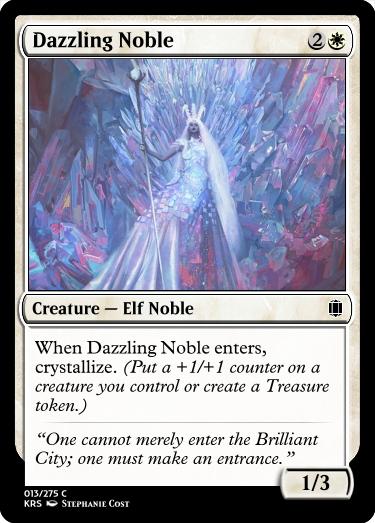 Dazzling Noble 2
Creature — Elf Noble
When Dazzling Noble enters,
crystallize. (Put a +1/+1 counter on a
creature you control or create a Treasure
token.)
“One cannot merely enter the Brilliant
City; one must make an entrance.”
1/3
013/275 C
KRS Stephanie Cost